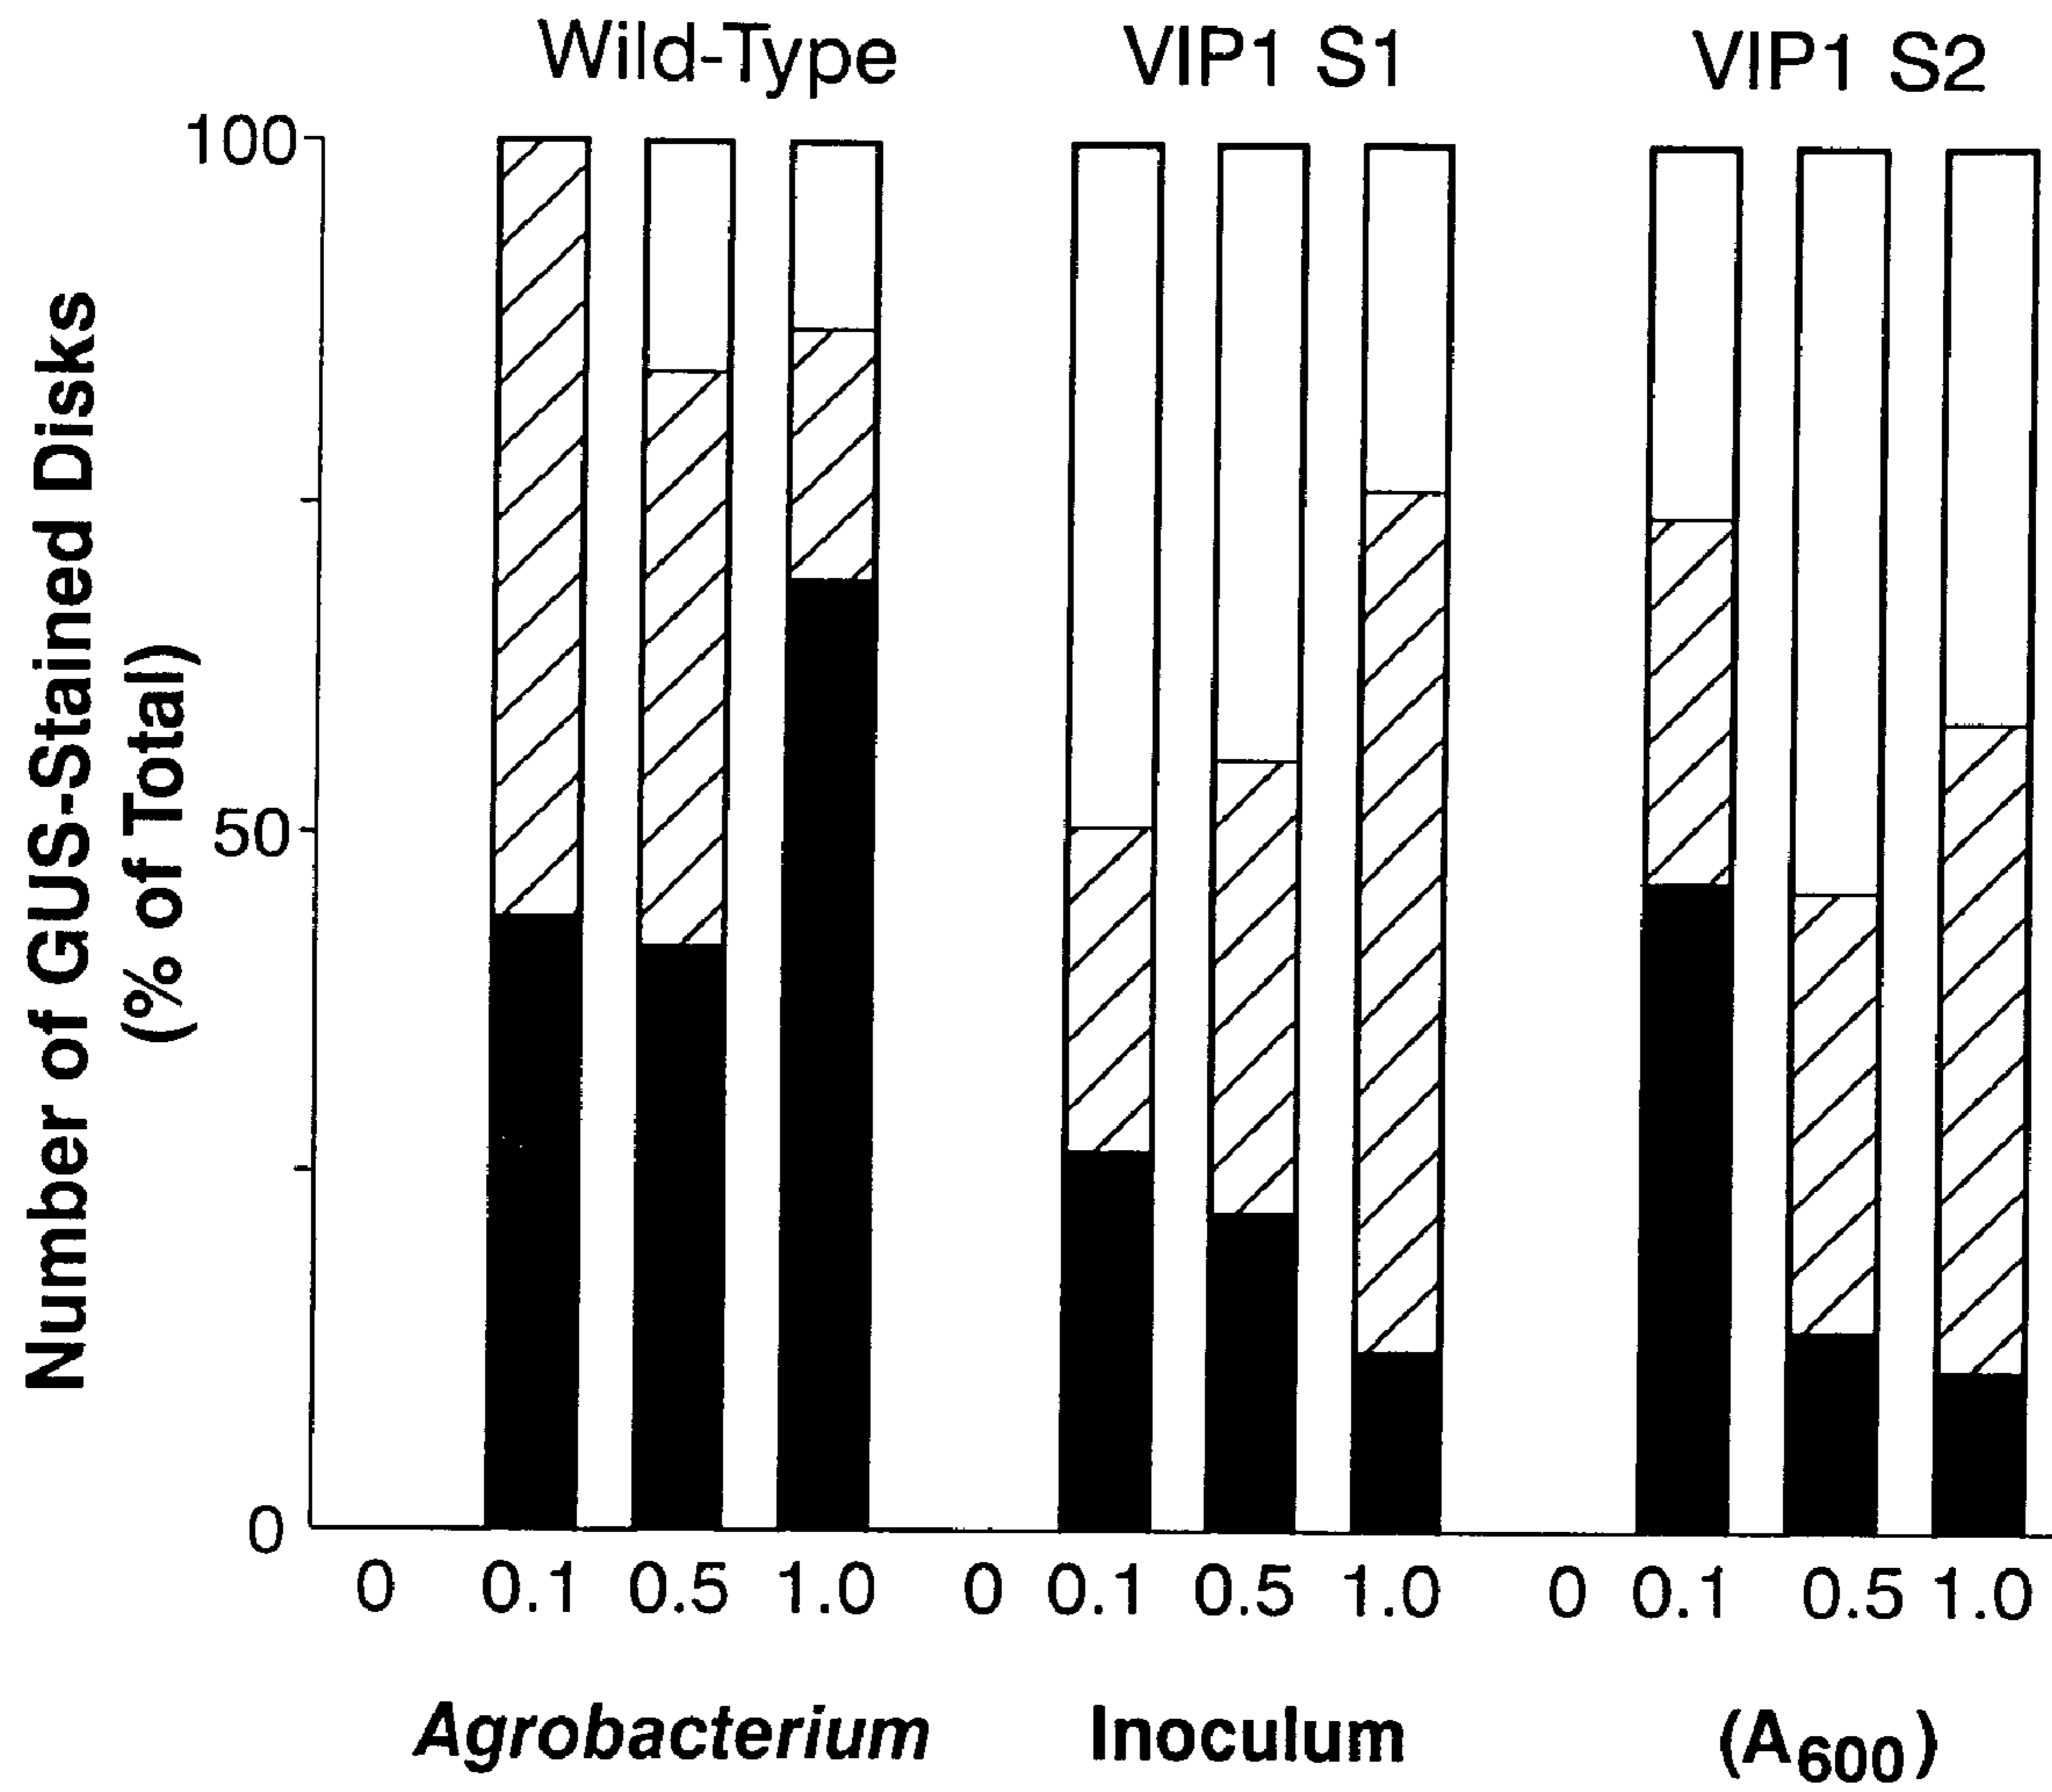 Wild-Type VIP1 S1 VIP1 S2
Number of GUS-Stained Disks
(% of Total)
100
50
0
0 0.1 0.5 1.0 0 0.1 0.5 1.0 0 0.1 0.5 1.0
Agrobacterium Inoculum (A600)